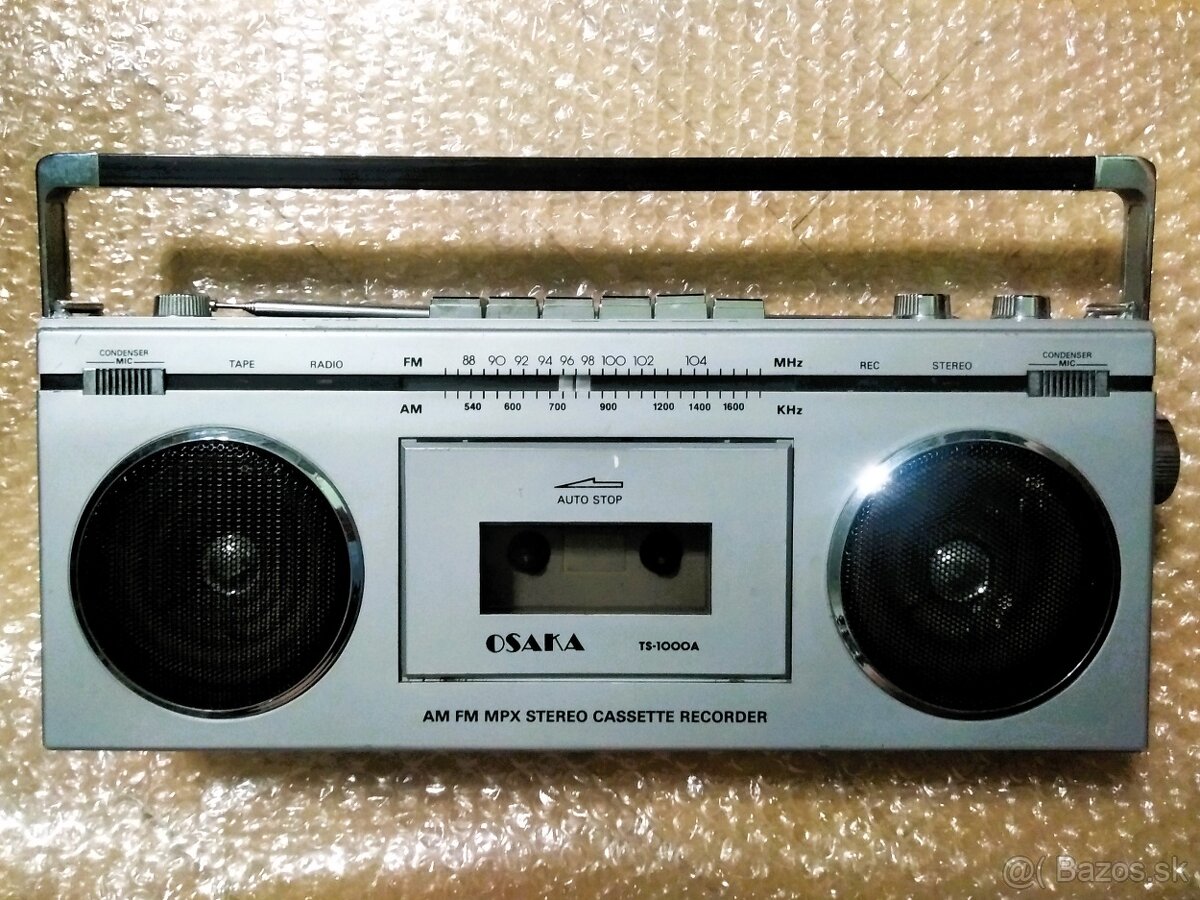 CONDENSER
MIC
TAPE RADIO
FM 88 90 92 94 96 98 100 102 104 MHz
REC STEREO
CONDENSER
MIC
AM 540 600 700 900 1200 1400 1600 KHz
AUTO STOP
OSAKA TS-1000A
AM FM MPX STEREO CASSETTE RECORDER
@( Bazos.sk